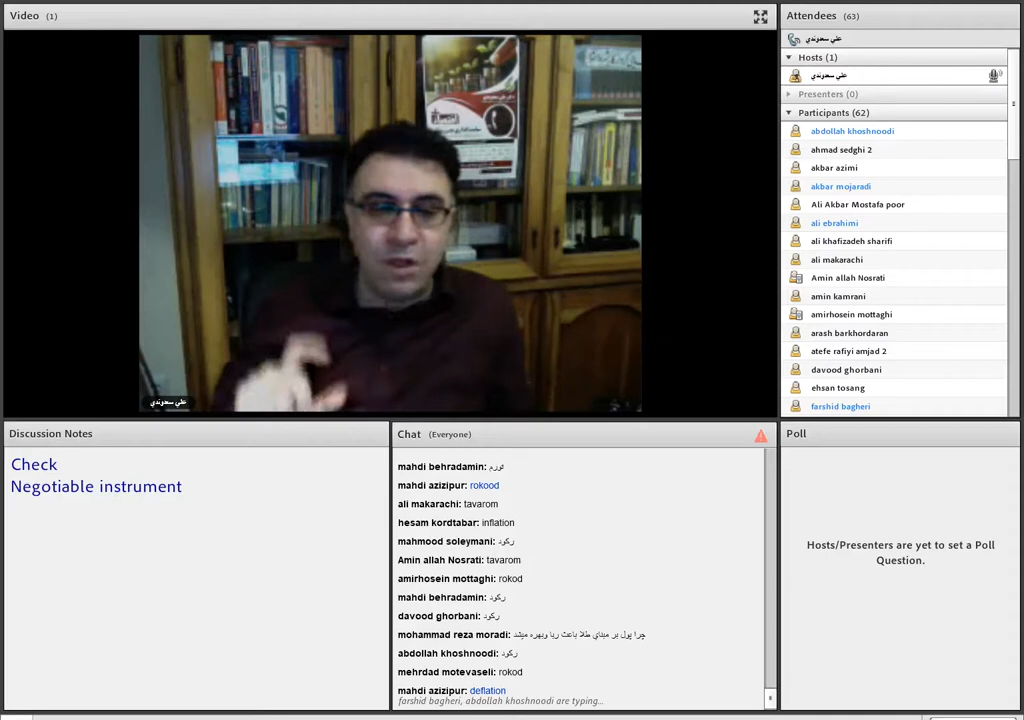 Video (1)
علي سعدوندي
Attendees (63)
علي سعدوندي
Hosts (1)
علي سعدوندي
Presenters (0)
Participants (62)
abdollah khoshnoodi
ahmad sedghi 2
akbar azimi
akbar mojaradi
Ali Akbar Mostafa poor
ali ebrahimi
ali khafizadeh sharifi
ali makarachi
Amin allah Nosrati
amin kamrani
amirhosein mottaghi
arash barkhordaran
atefe rafiyi amjad 2
davood ghorbani
ehsan tosang
farshid bagheri
Discussion Notes
Check
Negotiable instrument
Chat (Everyone)
mahdi behradamin: تورم
mahdi azizipur: rokood
ali makarachi: tavarom
hesam kordtabar: inflation
mahmood soleymani: رکود
Amin allah Nosrati: tavarom
amirhosein mottaghi: rokod
mahdi behradamin: رکود
davood ghorbani: رکود
mohammad reza moradi: چرا پول بر مبناي طلا باعث ربا وبهره میشد
abdollah khoshnoodi: رکود
mehrdad motevaseli: rokod
mahdi azizipur: deflation
farshid bagheri, abdollah khoshnoodi are typing...
Poll
Hosts/Presenters are yet to set a Poll
Question.